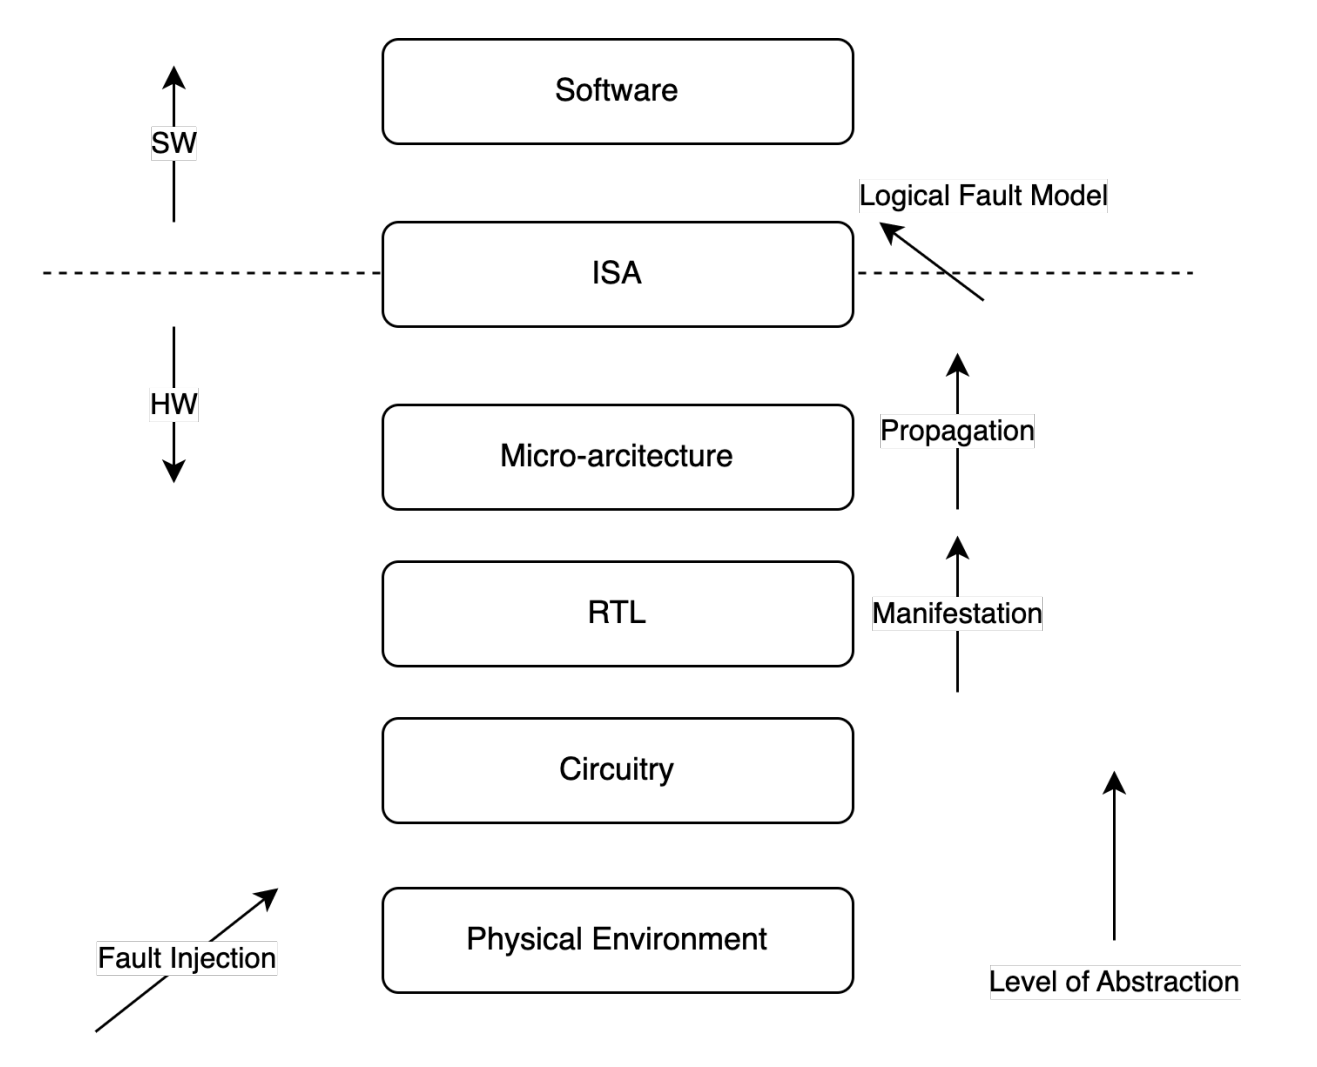 Software
SW
Logical Fault Model
ISA
HW
Propagation
Micro-arcitecture
RTL
Manifestation
Circuitry
Physical Environment
Fault Injection
Level of Abstraction